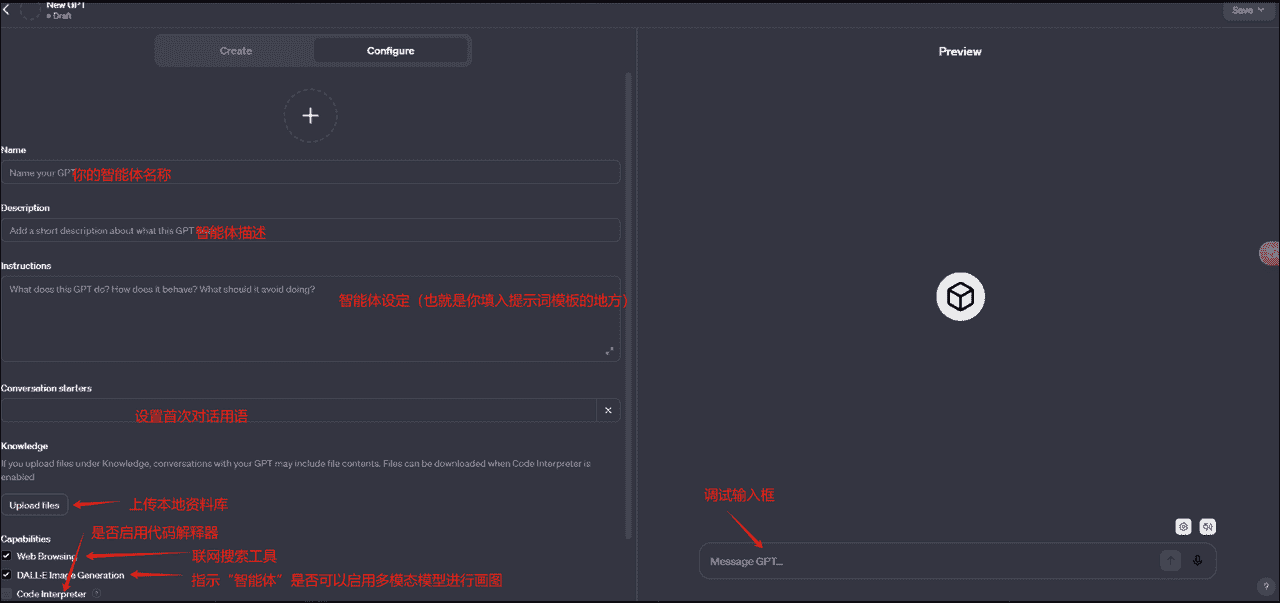 New GPT
Draft
Save
Create
Configure
Preview
Name
Name your GPT
你的智能体名称
Description
Add a short description about what this GPT
智能体描述
Instructions
What does this GPT do? How does it behave? What should it avoid doing?
智能体设定（也就是你填入提示词模板的地方）
Conversation starters
设置首次对话用语
Knowledge
If you upload files under Knowledge, conversations with your GPT may include file contents. Files can be downloaded when Code Interpreter is
enabled
Upload files
上传本地资料库
调试输入框
是否启用代码解释器
Capabilities
Web Browsing
联网搜索工具
DALL·E Image Generation
指示“智能体”是否可以启用多模态模型进行画图
Code Interpreter ?
Message GPT...
?